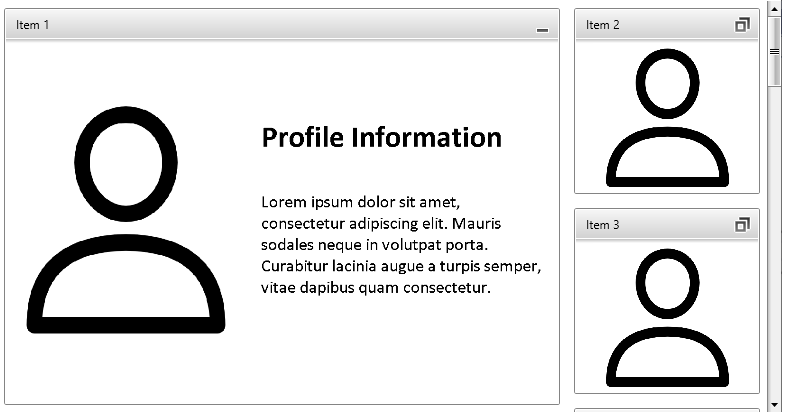 Item 1
Profile Information
Lorem ipsum dolor sit amet,
consectetur adipiscing elit. Mauris
sodales neque in volutpat porta.
Curabitur lacinia augue a turpis semper,
vitae dapibus quam consectetur.
Item 2
Item 3